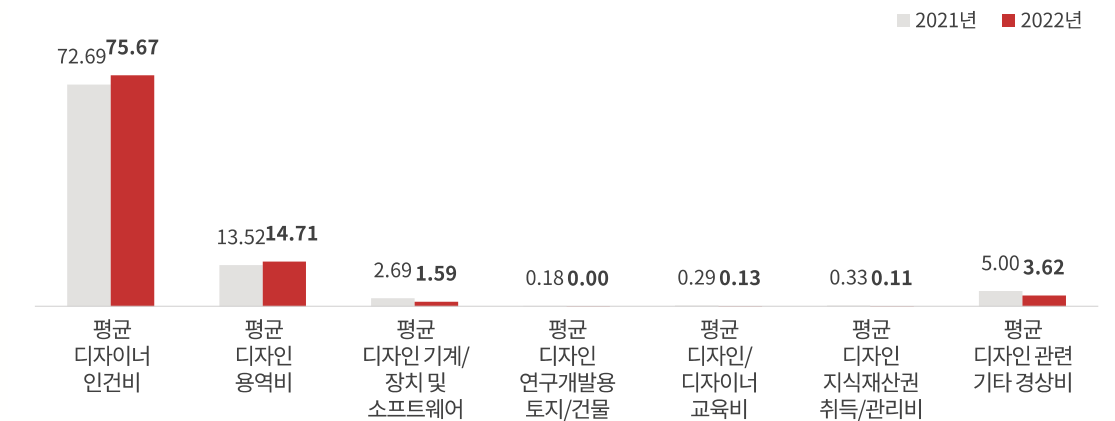 2021년 2022년
72.69 75.67
13.52 14.71
2.69 1.59
0.18 0.00
0.29 0.13
0.33 0.11
5.00 3.62
평균
디자이너
인건비
평균
디자인
용역비
평균
디자인 기계/
장치 및
소프트웨어
평균
디자인
연구개발용
토지/건물
평균
디자인/
디자이너
교육비
평균
디자인
지식재산권
취득/관리비
평균
디자인 관련
기타 경상비